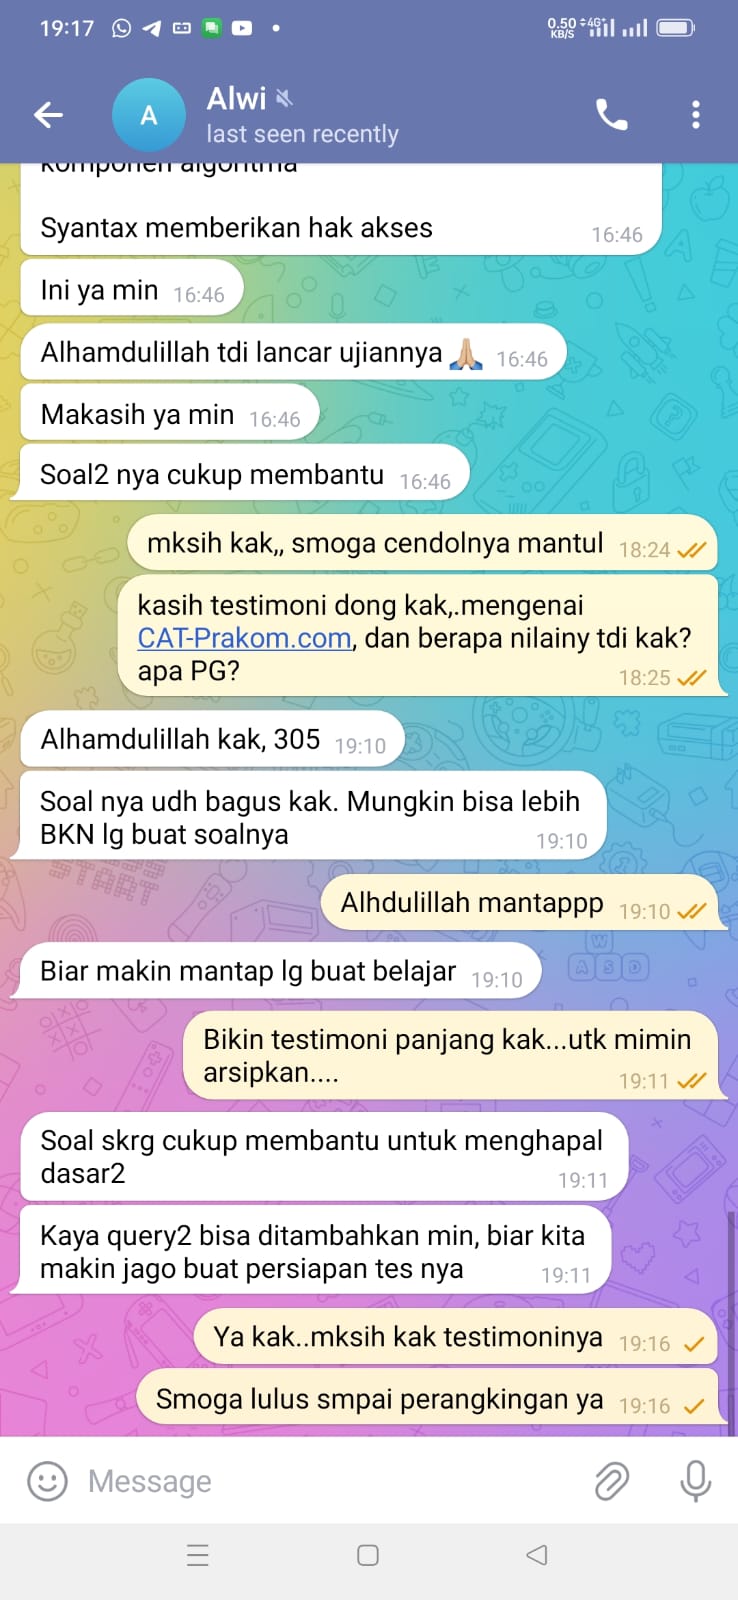 19:17
0.50 KB/S
4G+
A
Alwi
last seen recently
komponen algoritma
Syantax memberikan hak akses
16:46
Ini ya min 16:46
Alhamdulillah tdi lancar ujiannya🙏🏼 16:46
Makasih ya min 16:46
Soal2 nya cukup membantu 16:46
mksih kak,, smoga cendolnya mantul 18:24
kasih testimoni dong kak,.mengenai
CAT-Prakom.com, dan berapa nilainy tdi kak?
apa PG? 18:25
Alhamdulillah kak, 305 19:10
Soal nya udh bagus kak. Mungkin bisa lebih
BKN lg buat soalnya 19:10
Alhdulillah mantappp 19:10
Biar makin mantap lg buat belajar 19:10
Bikin testimoni panjang kak...utk mimin
arsipkan.... 19:11
Soal skrg cukup membantu untuk menghapal
dasar2 19:11
Kaya query2 bisa ditambahkan min, biar kita
makin jago buat persiapan tes nya 19:11
Ya kak..mksih kak testimoninya 19:16
Smoga lulus smpai perangkingan ya 19:16
Message